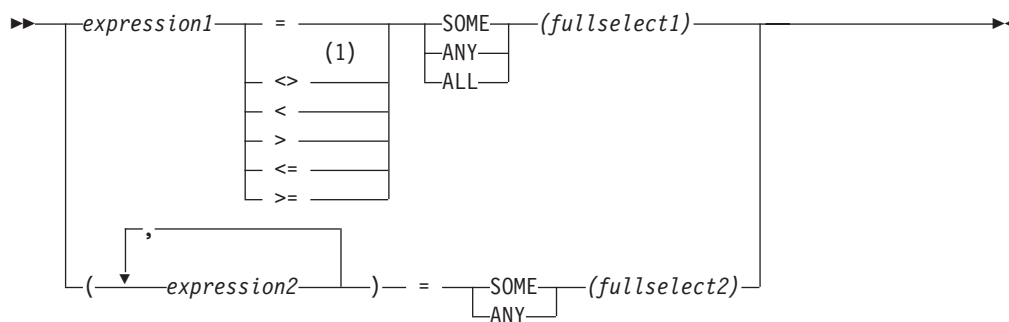 expression1 = SOME (fullselect1)
(1) ANY
<> ALL
<
>
<=
>=
,
( expression2 ) = SOME (fullselect2)
ANY